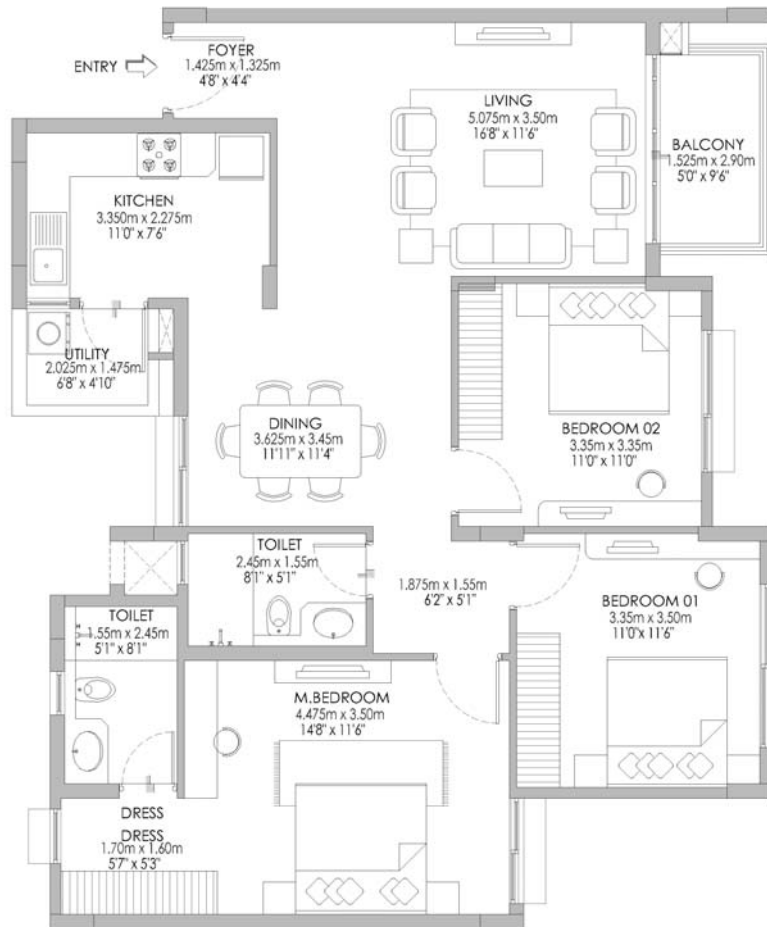 FOYER
1.425m x 1.325m
4'8" x 4'4"
ENTRY
LIVING
5.075m x 3.50m
16'8" x 11'6"
BALCONY
1.525m x 2.90m
5'0" x 9'6"
KITCHEN
3.350m x 2.275m
11'0" x 7'6"
UTILITY
2.025m x 1.475m
6'8" x 4'10"
DINING
3.625m x 3.45m
11'11" x 11'4"
BEDROOM 02
3.35m x 3.35m
11'0" x 11'0"
TOILET
2.45m x 1.55m
8'1" x 5'1"
1.875m x 1.55m
6'2" x 5'1"
BEDROOM 01
3.35m x 3.50m
11'0"x 11'6"
TOILET
1.55m x 2.45m
5'1" x 8'1"
M.BEDROOM
4.475m x 3.50m
14'8" x 11'6"
DRESS
DRESS
1.70m x 1.60m
5'7" x 5'3"